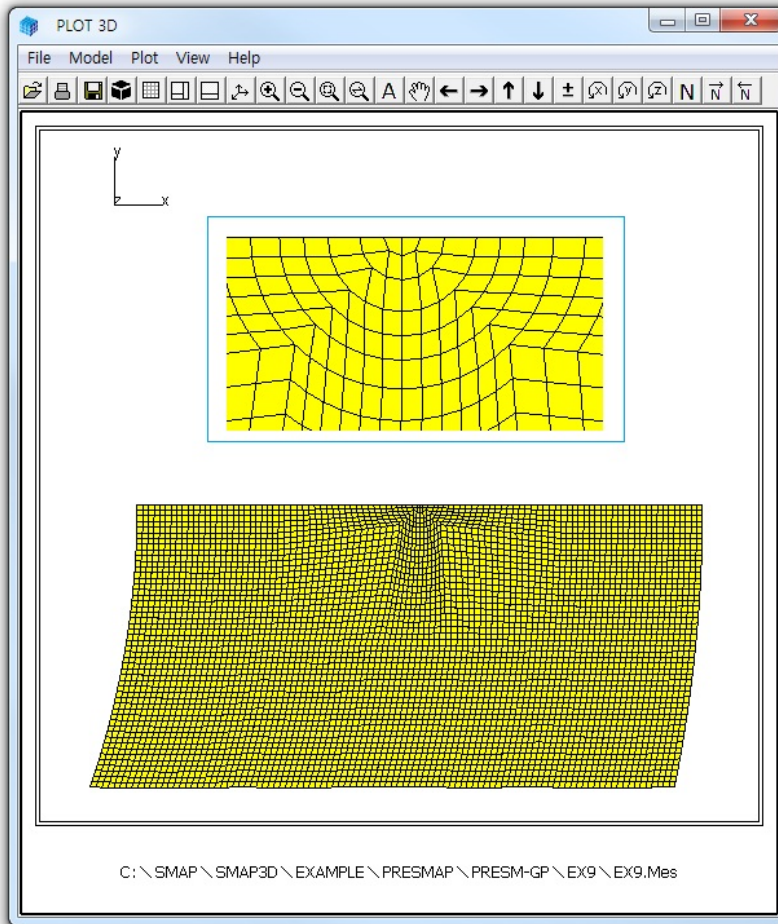 PLOT 3D
File Model Plot View Help
A X y Z N N N
y
z x
C:\SMAP\SMAP3D\EXAMPLE\PRESMAP\PRESM-GP\EX9\EX9.Mes